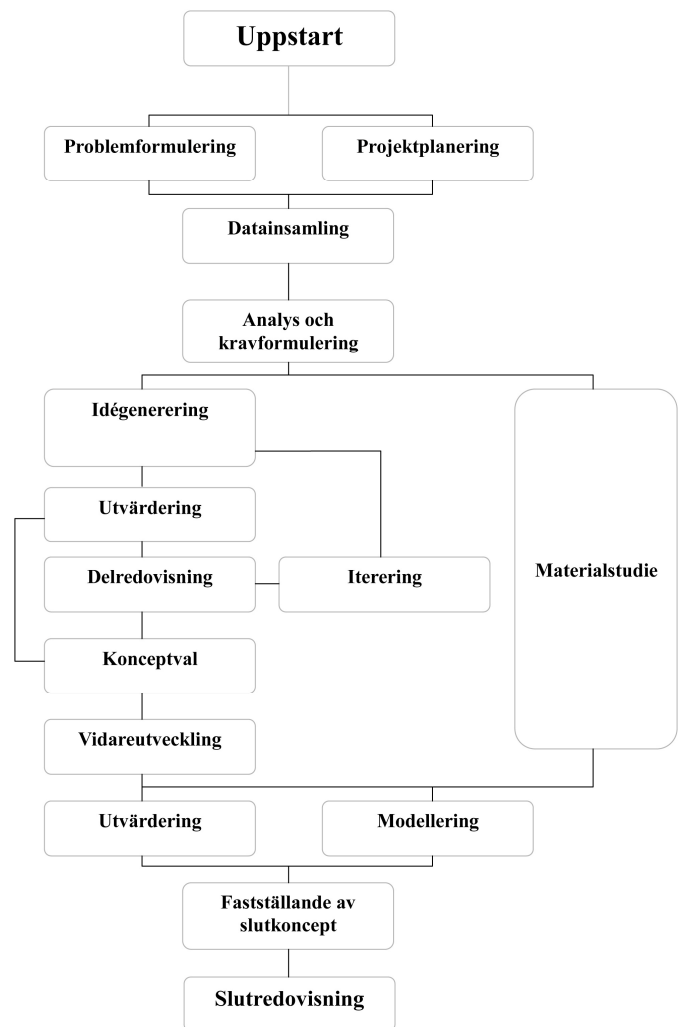 Uppstart
Problemformulering
Projektplanering
Datainsamling
Analys och
kravformulering
Idégenerering
Utvärdering
Delredovisning
Iterering
Materialstudie
Konceptval
Vidareutveckling
Utvärdering
Modellering
Fastställande av
slutkoncept
Slutredovisning